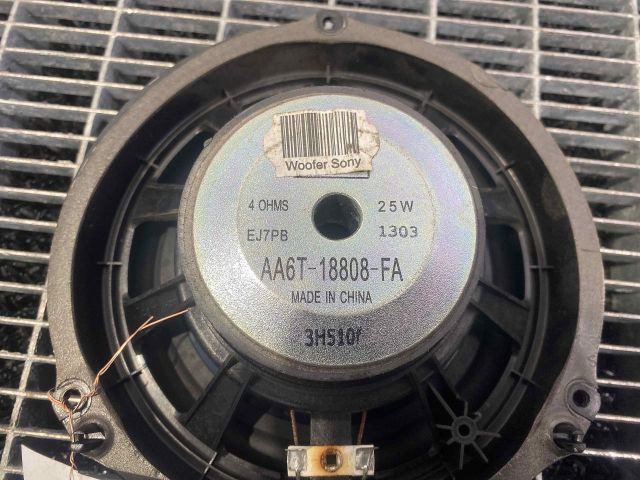 Woofer Sony
4 OHMS 25W
EJ7PB 1303
AA6T-18808-FA
MADE IN CHINA
3H510